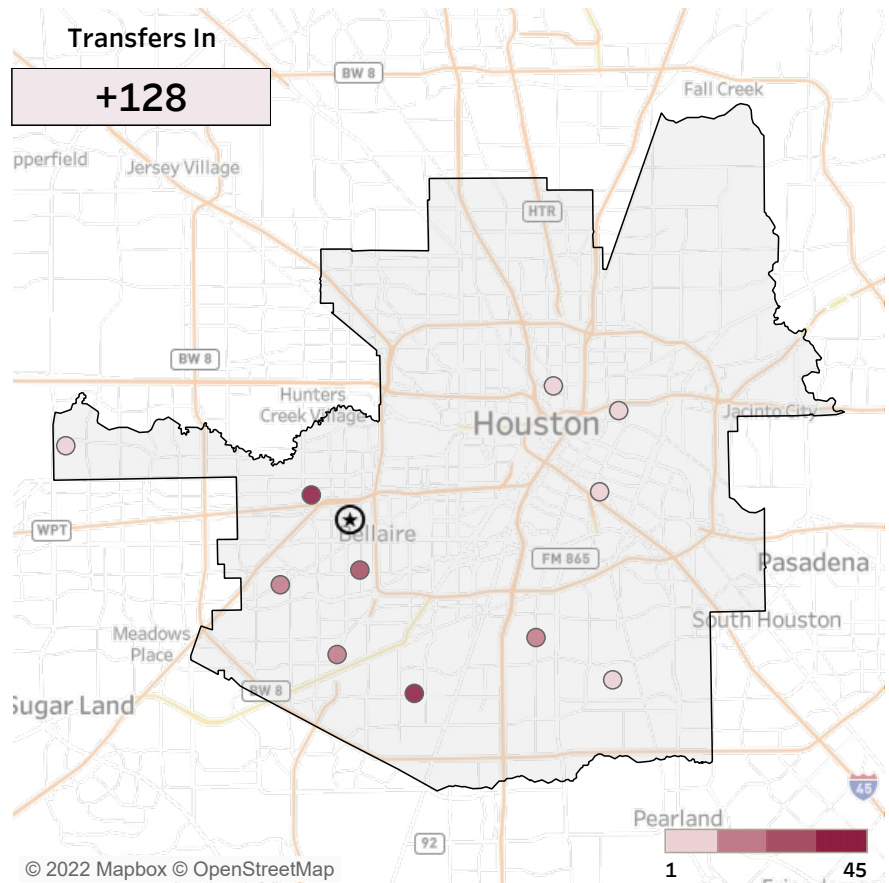 Transfers In
+128
BW 8
Fall Creek
pperfield
Jersey Village
HTR
BW 8
Hunters
Creek Village
Jacinto City
Houston
WPT
Bellaire
FM 865
Pasadena
South Houston
Meadows
Place
BW 8
Sugar Land
45
Pearland
92
1
45
© 2022 Mapbox © OpenStreetMap